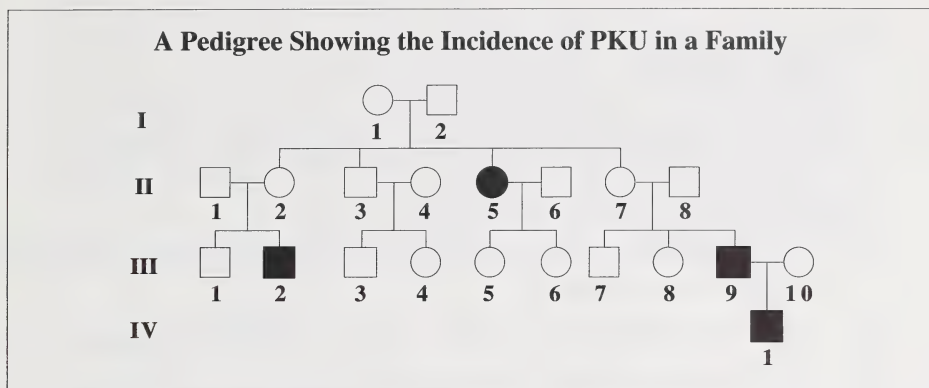 A Pedigree Showing the Incidence of PKU in a Family
I
1 2
II
1 2 3 4 5 6 7 8
III
1 2 3 4 5 6 7 8 9 10
IV
1